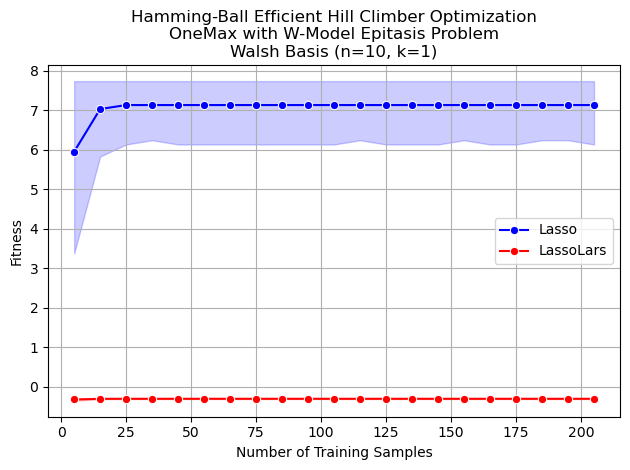 Hamming-Ball Efficient Hill Climber Optimization
OneMax with W-Model Epitasis Problem
Walsh Basis (n=10, k=1)
Fitness
8
7
6
5
4
3
2
1
0
Lasso
LassoLars
0
25
50
75
100
125
150
175
200
Number of Training Samples